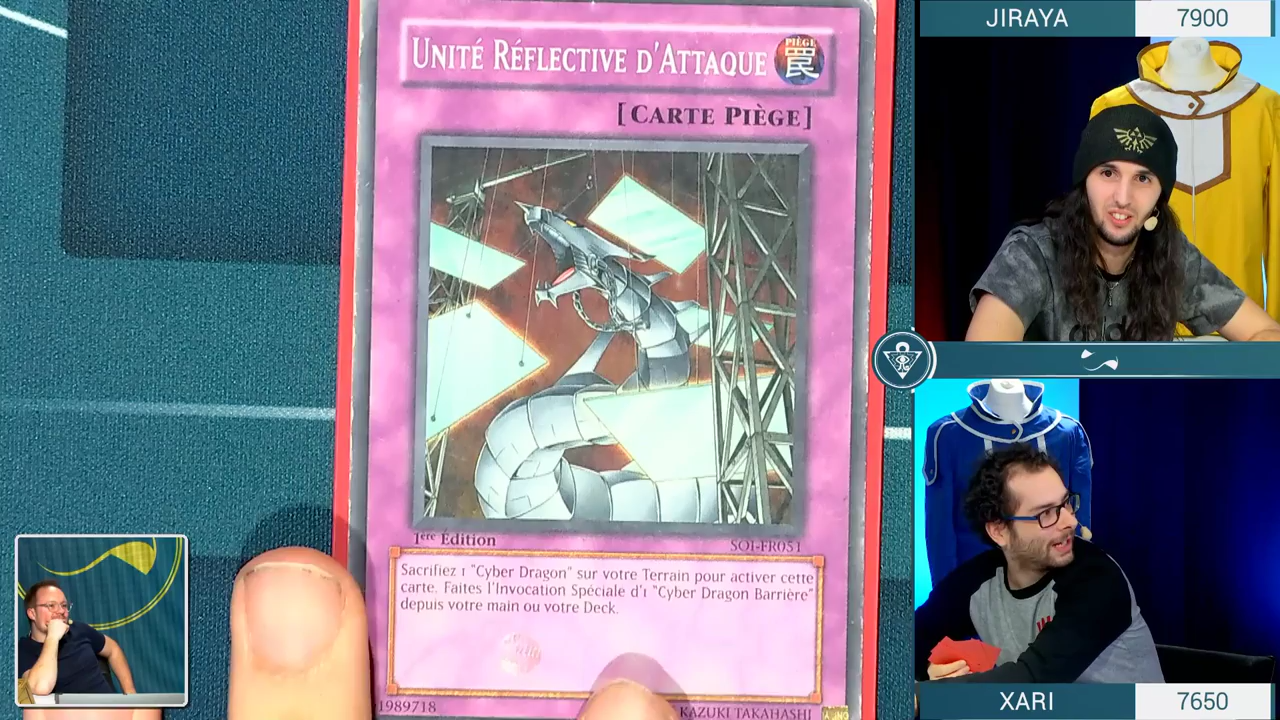 UNITÉ RÉFLECTIVE D'ATTAQUE
PIÈGE
罠
[CARTE PIÈGE]
1ère Édition
SOI-FR051
Sacrifiez 1 "Cyber Dragon" sur votre Terrain pour activer cette
carte. Faites l'Invocation Spéciale d'1 "Cyber Dragon Barrière"
depuis votre main ou votre Deck.
1989718
KAZUKI TAKAHASHI
JIRAYA
7900
XARI
7650